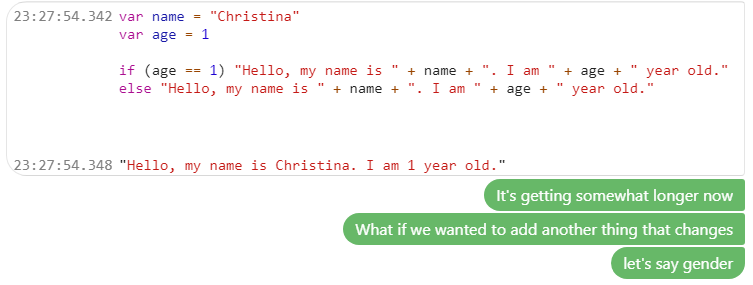 23:27:54.342 var name = "Christina"
var age = 1
if (age == 1) "Hello, my name is " + name + ". I am " + age + " year old."
else "Hello, my name is " + name + ". I am " + age + " year old."
23:27:54.348 "Hello, my name is Christina. I am 1 year old."
It's getting somewhat longer now
What if we wanted to add another thing that changes
let's say gender